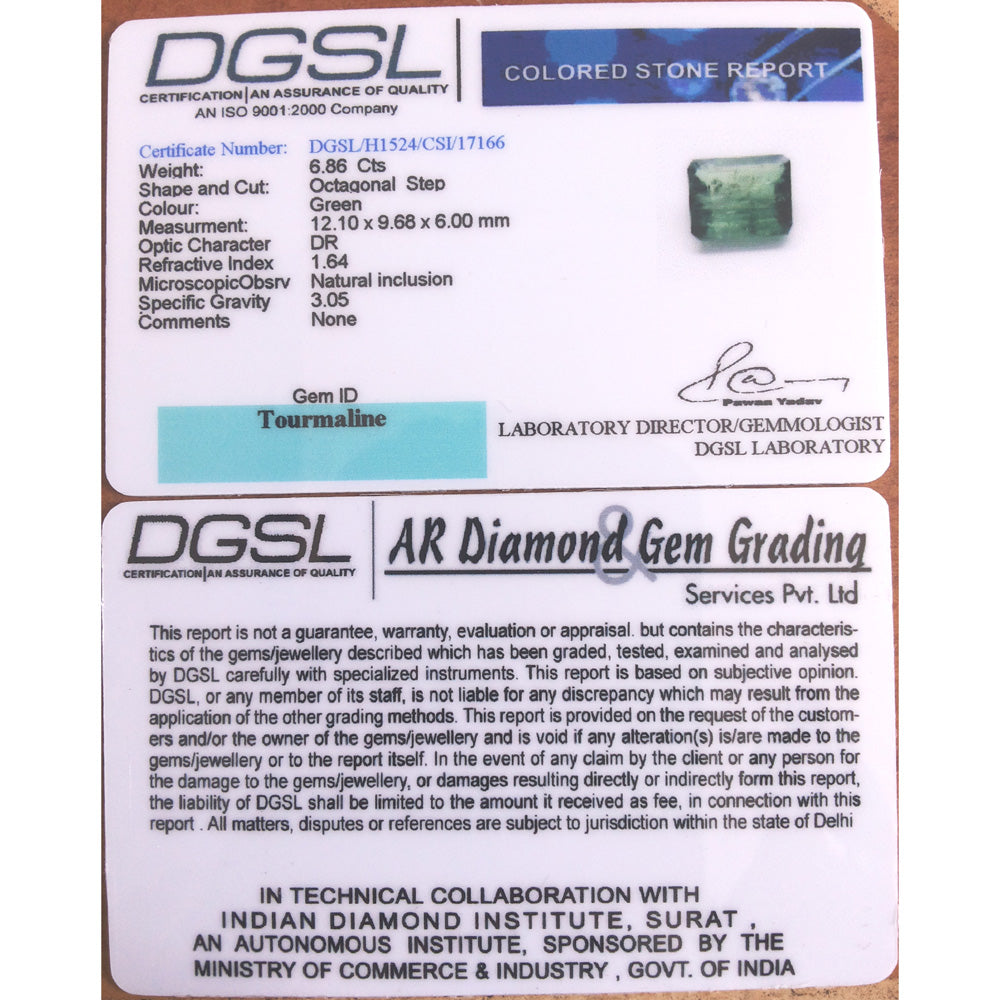 DGSL
CERTIFICATION|AN ASSURANCE OF QUALITY
AN ISO 9001:2000 Company
COLORED STONE REPORT
Certificate Number: DGSL/H1524/CSI/17166
Weight: 6.86 Cts
Shape and Cut: Octagonal Step
Colour: Green
Measurment: 12.10 x 9.68 x 6.00 mm
Optic Character DR
Refractive Index 1.64
MicroscopicObsrv Natural inclusion
Specific Gravity 3.05
Comments None
Gem ID
Tourmaline
Pawan Yadav
LABORATORY DIRECTOR/GEMMOLOGIST
DGSL LABORATORY
DGSL
CERTIFICATION|AN ASSURANCE OF QUALITY
AR Diamond & Gem Grading
Services Pvt. Ltd
This report is not a guarantee, warranty, evaluation or appraisal. but contains the characteris-
tics of the gems/jewellery described which has been graded, tested, examined and analysed
by DGSL carefully with specialized instruments. This report is based on subjective opinion.
DGSL, or any member of its staff, is not liable for any discrepancy which may result from the
application of the other grading methods. This report is provided on the request of the custom-
ers and/or the owner of the gems/jewellery and is void if any alteration(s) is/are made to the
gems/jewellery or to the report itself. In the event of any claim by the client or any person for
the damage to the gems/jewellery, or damages resulting directly or indirectly form this report,
the liability of DGSL shall be limited to the amount it received as fee, in connection with this
report . All matters, disputes or references are subject to jurisdiction within the state of Delhi
IN TECHNICAL COLLABORATION WITH
INDIAN DIAMOND INSTITUTE, SURAT ,
AN AUTONOMOUS INSTITUTE, SPONSORED BY THE
MINISTRY OF COMMERCE & INDUSTRY , GOVT. OF INDIA